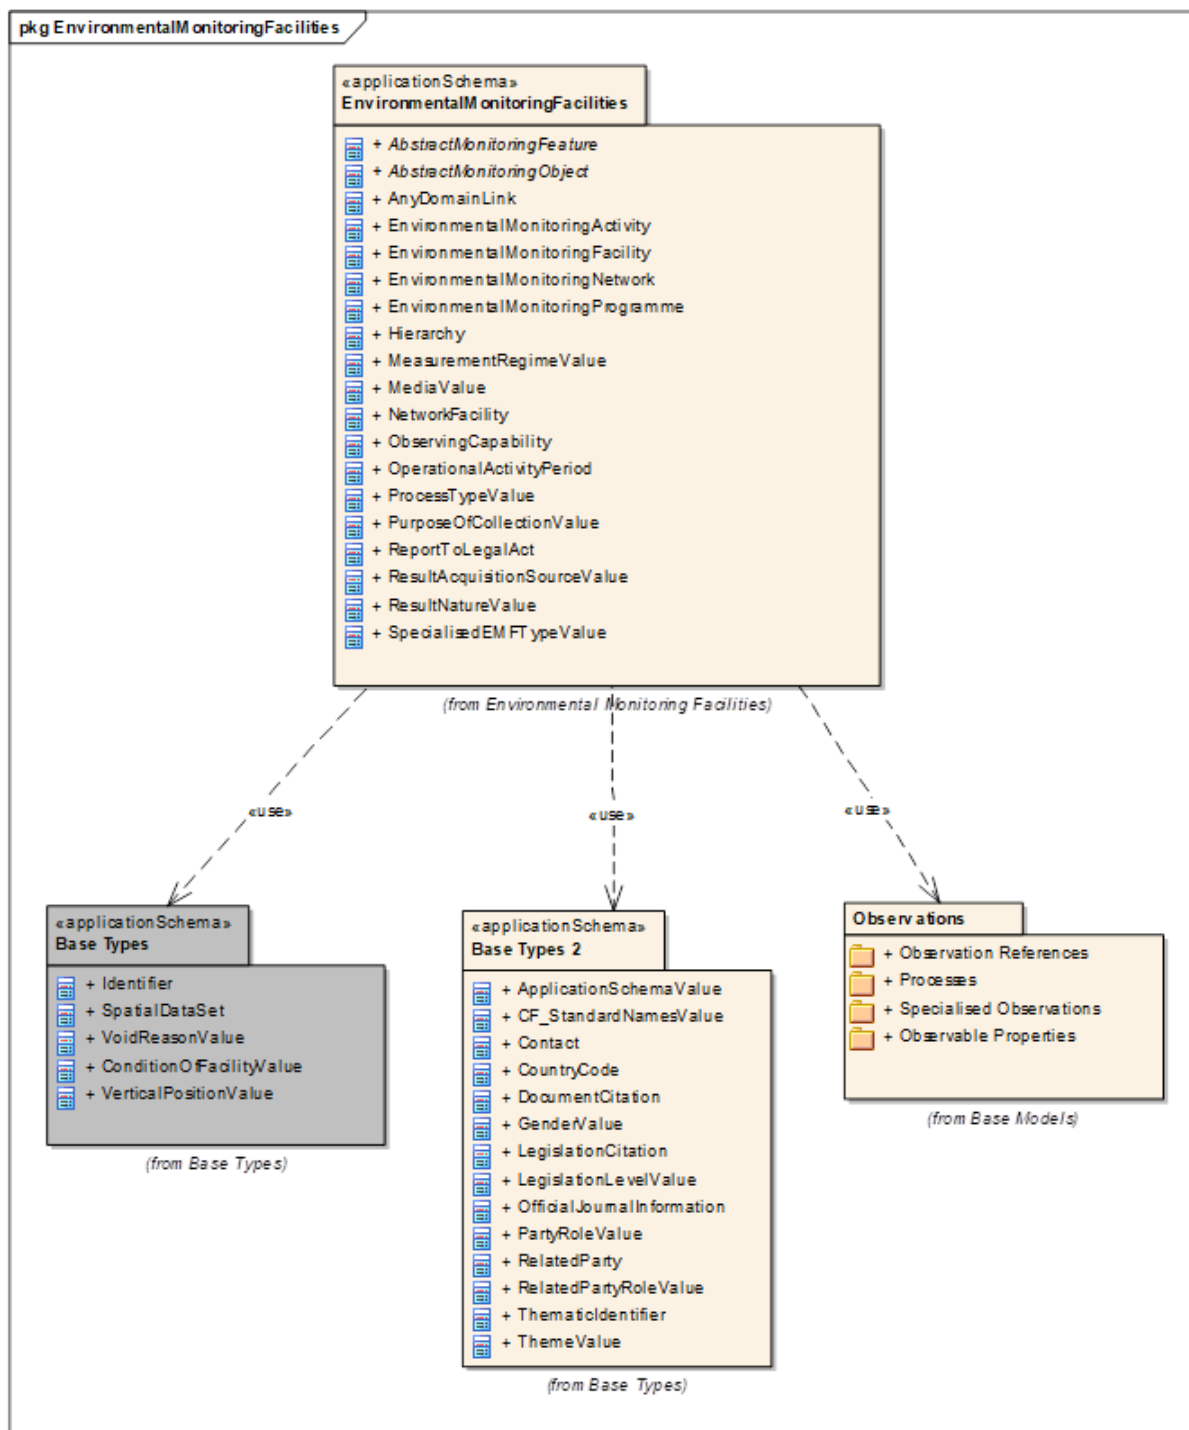 pkg EnvironmentalMonitoringFacilities
«applicationSchema»
EnvironmentalMonitoringFacilities
+ AbstractMonitoringFeature
+ AbstractMonitoringObject
+ AnyDomainLink
+ EnvironmentalMonitoringActivity
+ EnvironmentalMonitoringFacility
+ EnvironmentalMonitoringNetwork
+ EnvironmentalMonitoringProgramme
+ Hierarchy
+ MeasurementRegimeValue
+ MediaValue
+ NetworkFacility
+ ObservingCapability
+ OperationalActivityPeriod
+ ProcessTypeValue
+ PurposeOfCollectionValue
+ ReportToLegalAct
+ ResultAcquisitionSourceValue
+ ResultNatureValue
+ SpecialisedEMFTypeValue
(from Environmental Monitoring Facilities)
«use»
«use»
«use»
«applicationSchema»
Base Types
+ Identifier
+ SpatialDataSet
+ VoidReasonValue
+ ConditionOfFacilityValue
+ VerticalPositionValue
(from Base Types)
«applicationSchema»
Base Types 2
+ ApplicationSchemaValue
+ CF_StandardNamesValue
+ Contact
+ CountryCode
+ DocumentCitation
+ GenderValue
+ LegislationCitation
+ LegislationLevelValue
+ OfficialJournalInformation
+ PartyRoleValue
+ RelatedParty
+ RelatedPartyRoleValue
+ ThematicIdentifier
+ ThemeValue
(from Base Types)
Observations
+ Observation References
+ Processes
+ Specialised Observations
+ Observable Properties
(from Base Models)